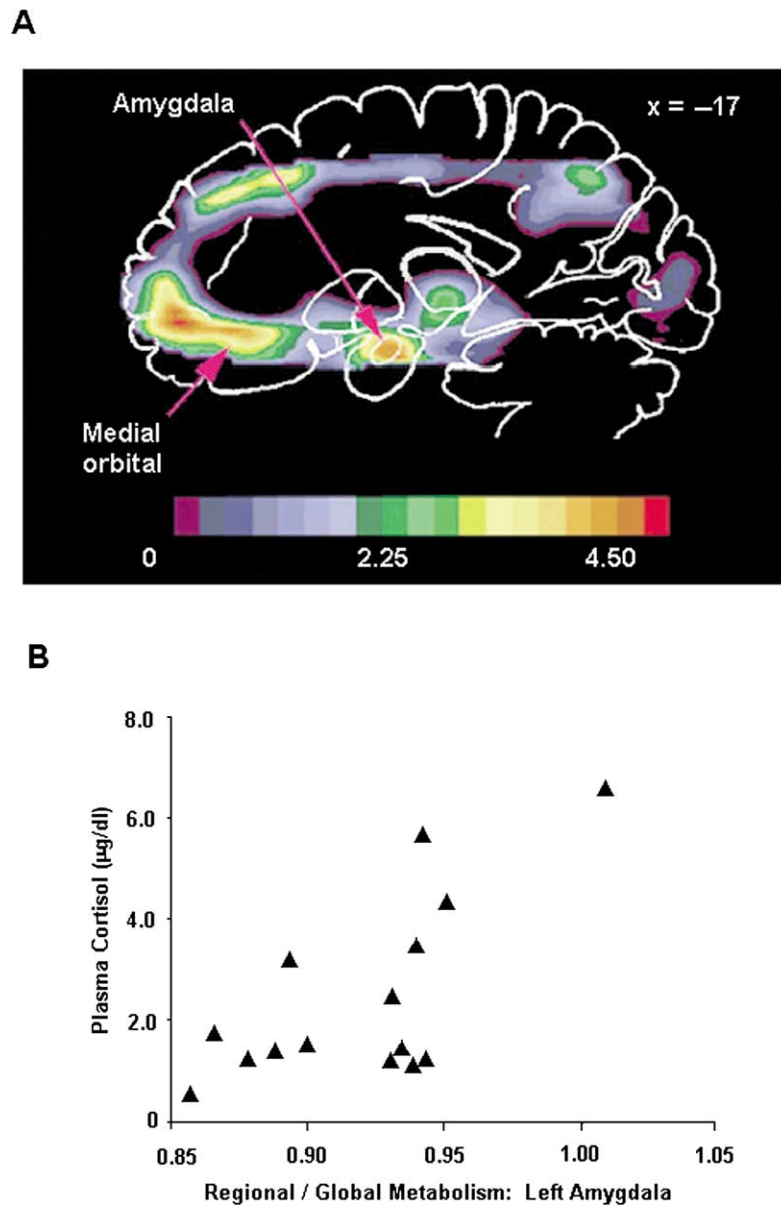 A
Amygdala
x = –17
Medial
orbital
0 2.25 4.50
B
8.0
6.0
4.0
2.0
0
Plasma Cortisol (µg/dl)
0.85 0.90 0.95 1.00 1.05
Regional / Global Metabolism: Left Amygdala